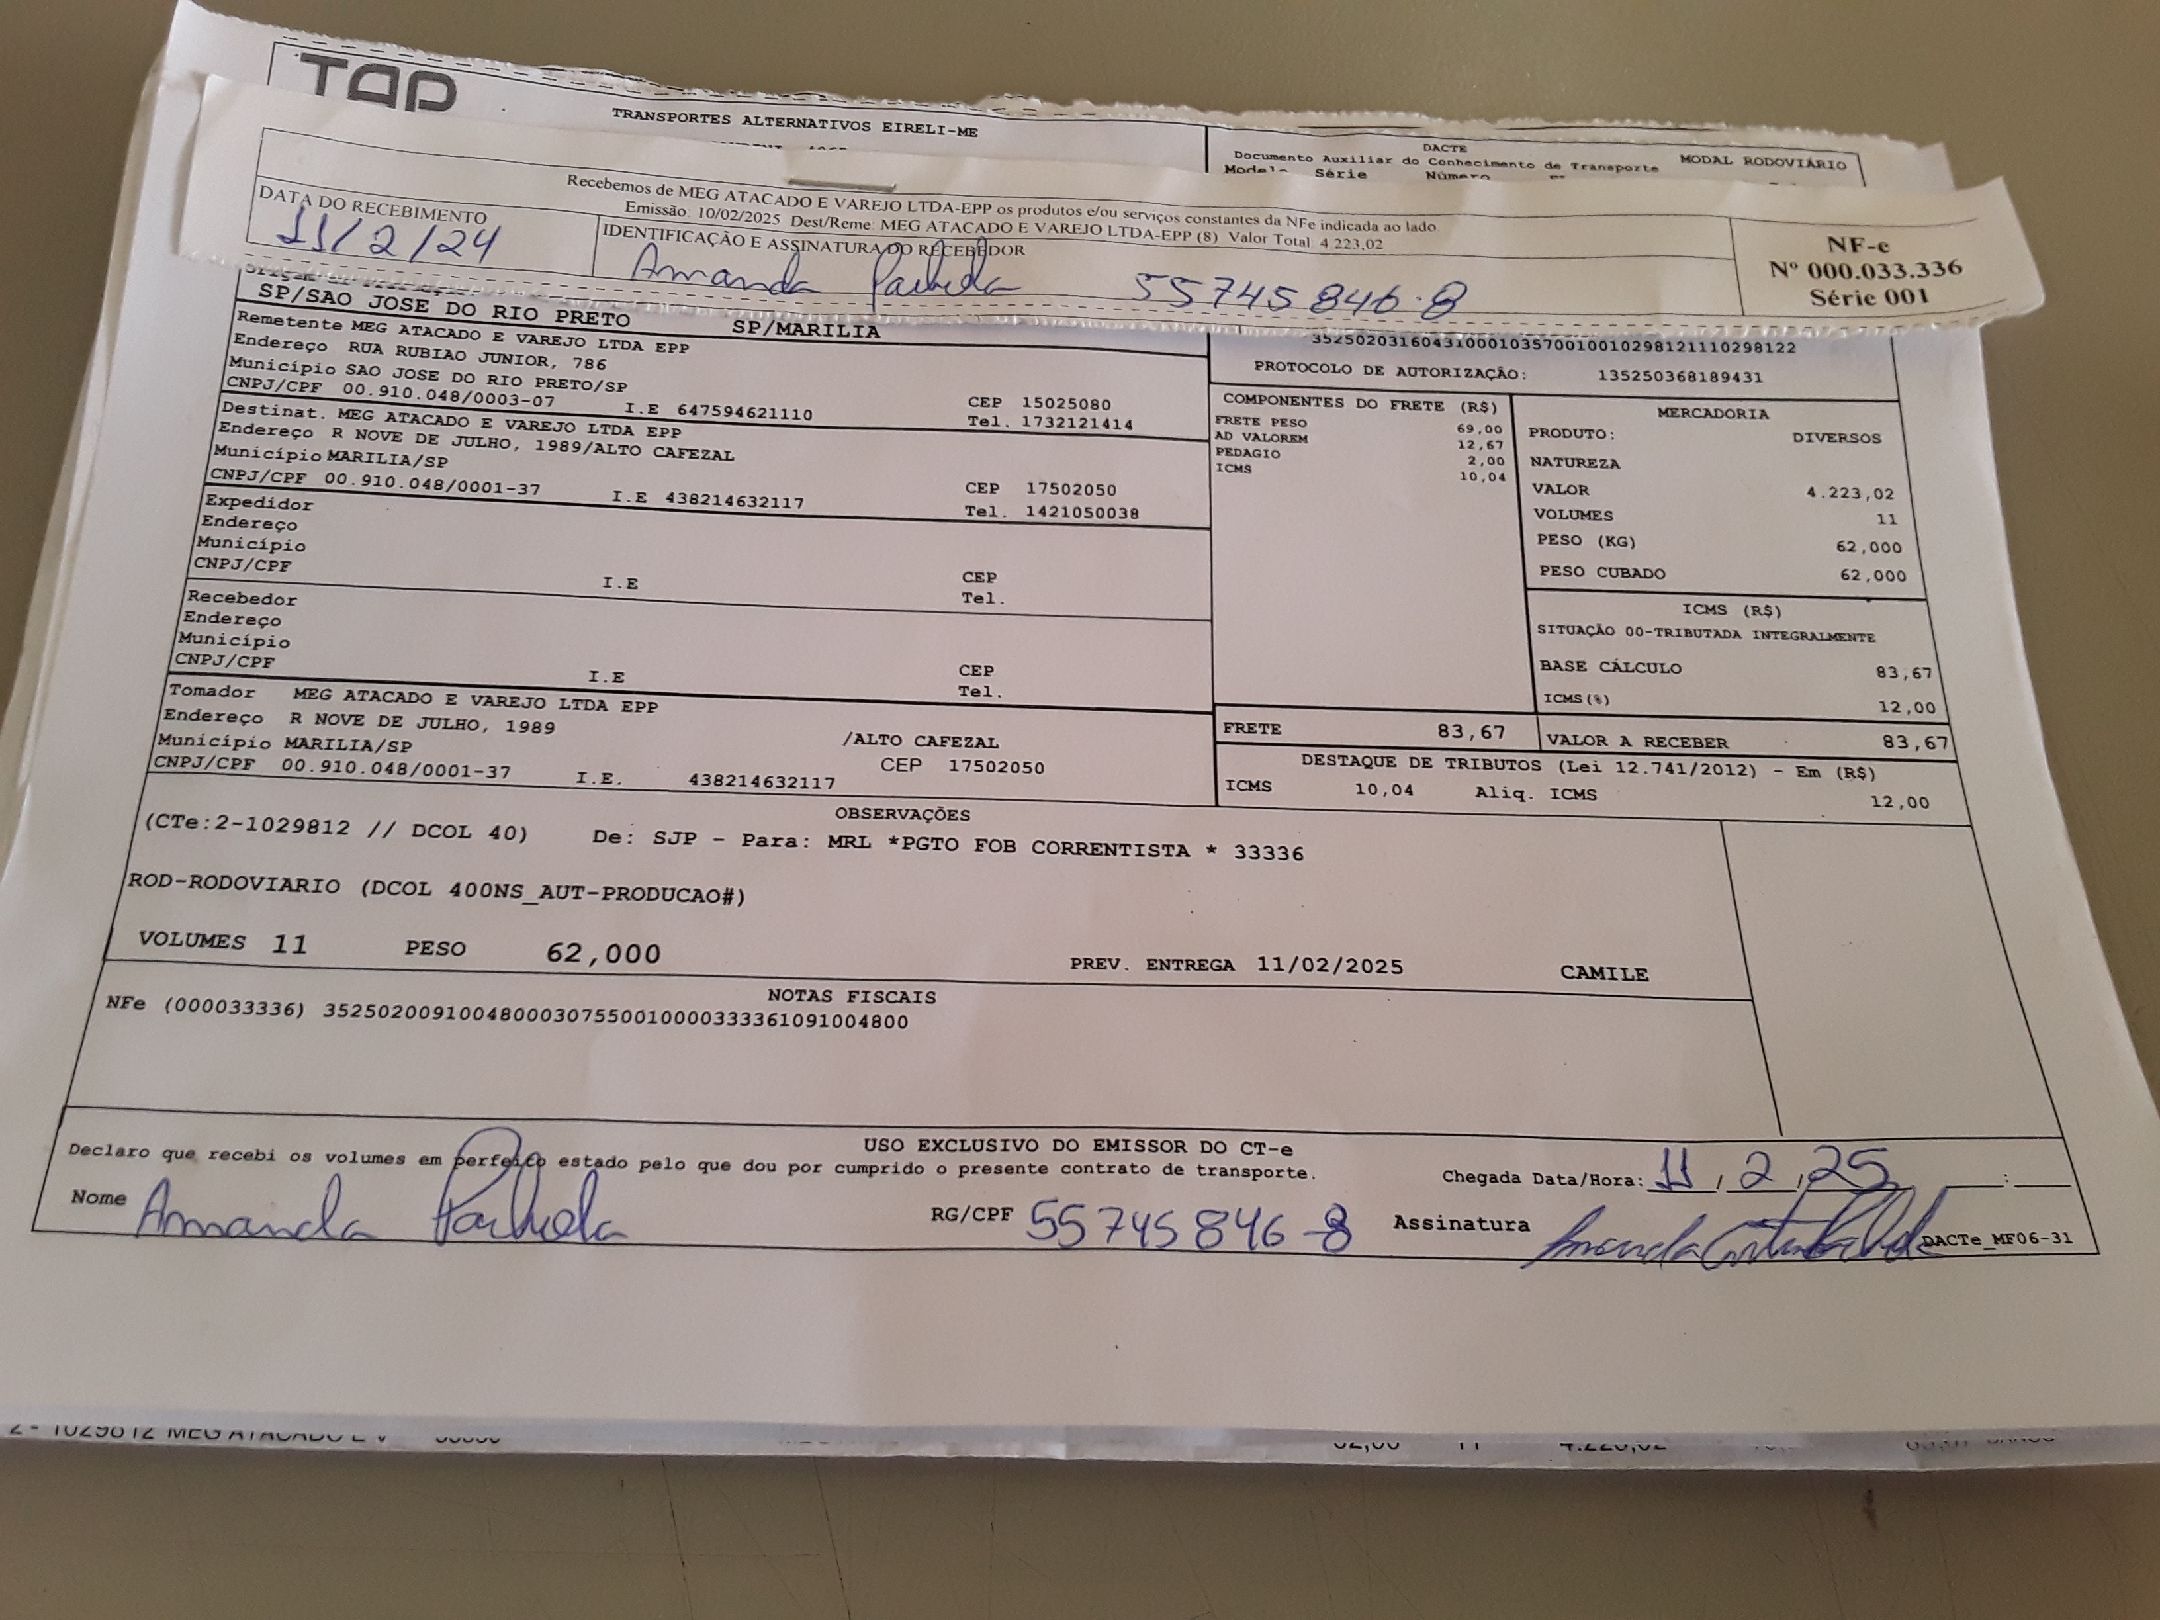 TAP
TRANSPORTES ALTERNATIVOS EIRELI-ME
DACTE
Documento Auxiliar do Conhecimento de Transporte
MODAL RODOVIÁRIO
Modelo Série Número
Recebemos de MEG ATACADO E VAREJO LTDA-EPP os produtos e/ou serviços constantes da NFe indicada ao lado.
Emissão: 10/02/2025 Dest/Reme: MEG ATACADO E VAREJO LTDA-EPP (8) Valor Total: 4.223,02
DATA DO RECEBIMENTO
11/2/24
IDENTIFICAÇÃO E ASSINATURA DO RECEBEDOR
Amanda 55745846-8
NF-e
Nº 000.033.336
Série 001
SP/SAO JOSE DO RIO PRETO SP/MARILIA
Remetente MEG ATACADO E VAREJO LTDA EPP
Endereço RUA RUBIAO JUNIOR, 786
Município SAO JOSE DO RIO PRETO/SP CEP 15025080
CNPJ/CPF 00.910.048/0003-07 I.E 647594621110 Tel. 1732121414
Destinat. MEG ATACADO E VAREJO LTDA EPP
Endereço R NOVE DE JULHO, 1989/ALTO CAFEZAL
Município MARILIA/SP CEP 17502050
CNPJ/CPF 00.910.048/0001-37 I.E 438214632117 Tel. 1421050038
Expedidor
Endereço
Município CEP
CNPJ/CPF I.E Tel.
Recebedor
Endereço
Município CEP
CNPJ/CPF I.E Tel.
Tomador MEG ATACADO E VAREJO LTDA EPP
Endereço R NOVE DE JULHO, 1989 /ALTO CAFEZAL
Município MARILIA/SP CEP 17502050
CNPJ/CPF 00.910.048/0001-37 I.E. 438214632117
35250203160431000103570010010298121110298122
PROTOCOLO DE AUTORIZAÇÃO: 135250368189431
COMPONENTES DO FRETE (R$)
FRETE PESO 69,00
AD VALOREM 12,67
PEDAGIO 2,00
ICMS 10,04
MERCADORIA
PRODUTO: DIVERSOS
NATUREZA
VALOR 4.223,02
VOLUMES 11
PESO (KG) 62,000
PESO CUBADO 62,000
ICMS (R$)
SITUAÇÃO 00-TRIBUTADA INTEGRALMENTE
BASE CÁLCULO 83,67
ICMS(%) 12,00
FRETE 83,67
VALOR A RECEBER 83,67
DESTAQUE DE TRIBUTOS (Lei 12.741/2012) - Em (R$)
ICMS 10,04 Aliq. ICMS 12,00
OBSERVAÇÕES
(CTe:2-1029812 // DCOL 40) De: SJP - Para: MRL *PGTO FOB CORRENTISTA * 33336
ROD-RODOVIARIO (DCOL 400NS_AUT-PRODUCAO#)
VOLUMES 11 PESO 62,000 PREV. ENTREGA 11/02/2025 CAMILE
NOTAS FISCAIS
NFe (000033336) 35250200910048000307550010000333361091004800
USO EXCLUSIVO DO EMISSOR DO CT-e
Declaro que recebi os volumes em perfeito estado pelo que dou por cumprido o presente contrato de transporte.
Chegada Data/Hora: 11/2/25 :
Nome Amanda RG/CPF 55745846-8 Assinatura
DACTe_MF06-31
2 - 1029812 MEG ATACADO E V